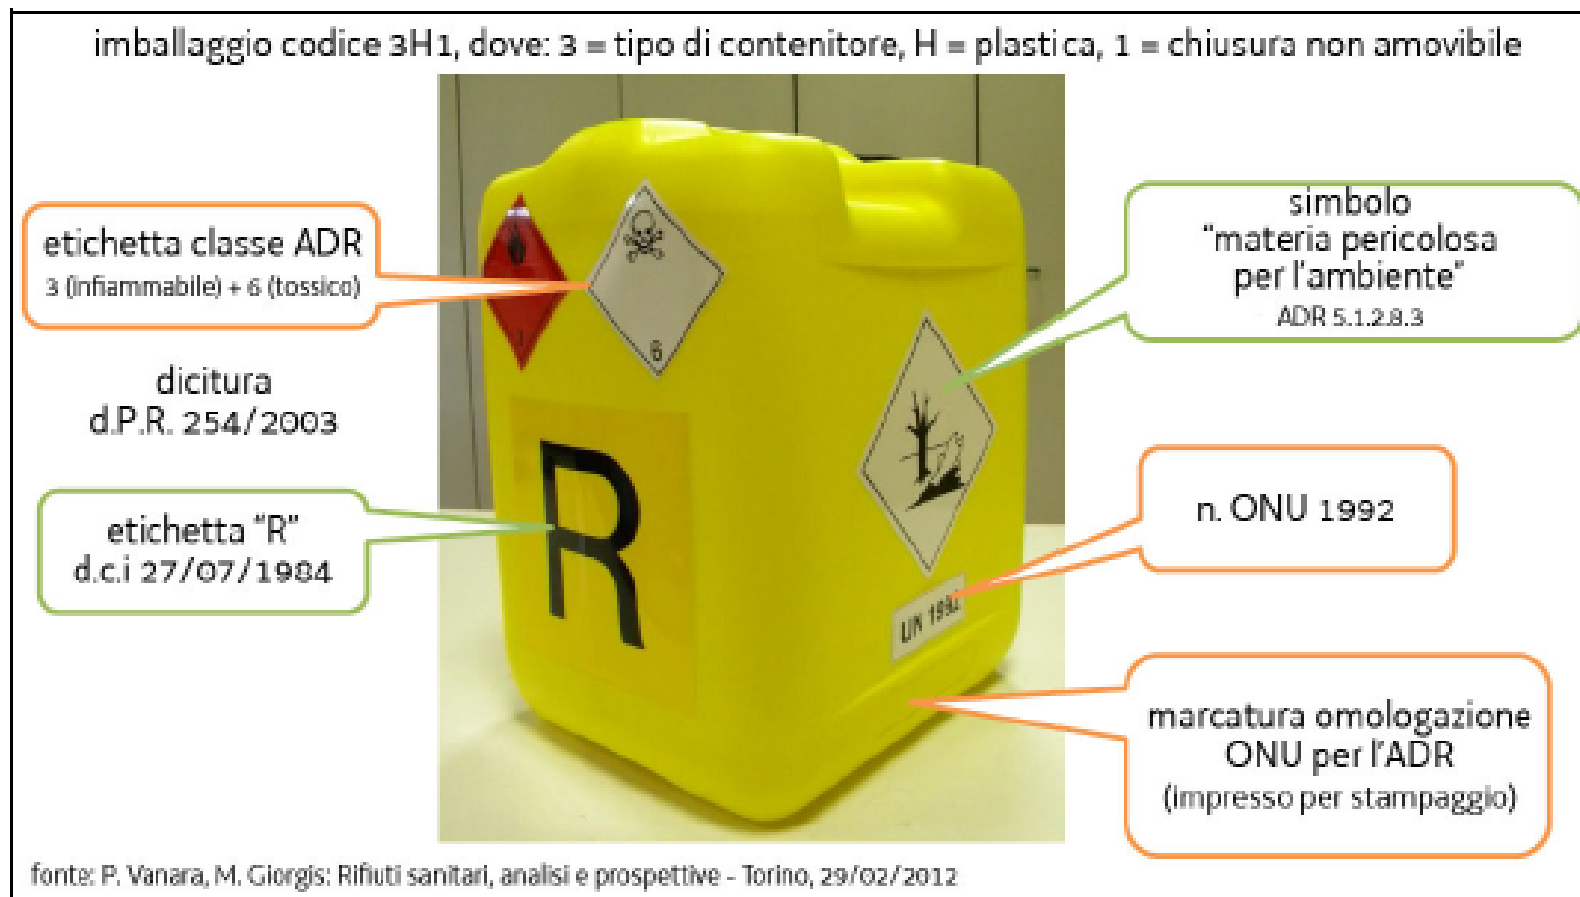 imballaggio codice 3H1, dove: 3 = tipo di contenitore, H = plastica, 1 = chiusura non amovibile
etichetta classe ADR
3 (infiammabile) + 6 (tossico)
dicitura
d.P.R. 254/2003
etichetta "R"
d.c.i 27/07/1984
3
6
R
UN 1992
simbolo
"materia pericolosa
per l'ambiente"
ADR 5.1.2.8.3
n. ONU 1992
marcatura omologazione
ONU per l'ADR
(impresso per stampaggio)
fonte: P. Vanara, M. Giorgis: Rifiuti sanitari, analisi e prospettive - Torino, 29/02/2012